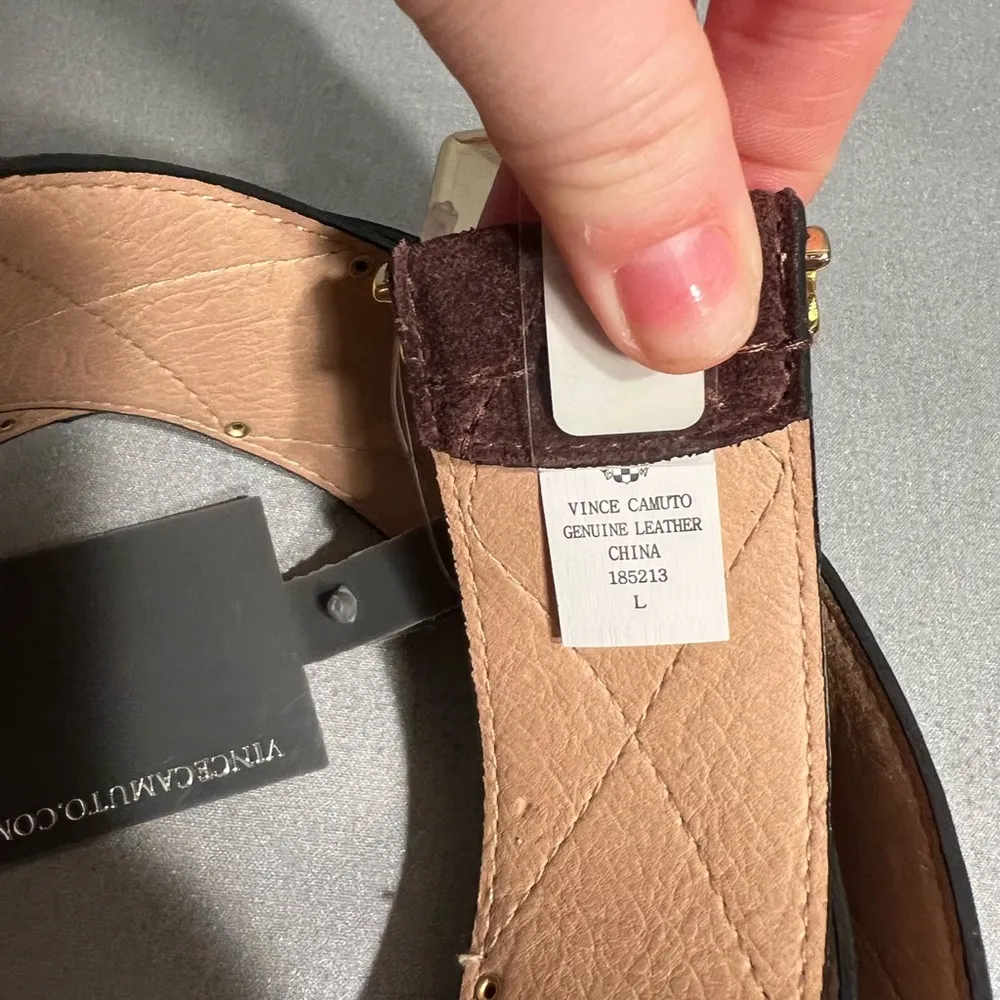 VINCE CAMUTO
GENUINE LEATHER
CHINA
185213
L
VINCECAMUTO.COM